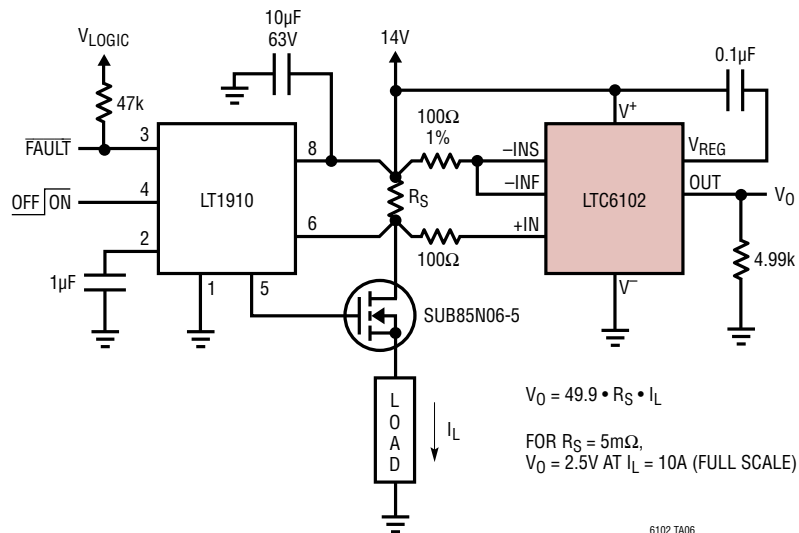 10µF
63V
14V
VLOGIC
0.1µF
47k
100Ω
1%
V+
FAULT
3
8
–INS
VREG
–INF
OUT
OFF ON
4
LT1910
RS
LTC6102
VO
2
6
+IN
4.99k
1µF
100Ω
V–
1
5
SUB85N06-5
LOAD
IL
VO = 49.9 • RS • IL
FOR RS = 5mΩ,
VO = 2.5V AT IL = 10A (FULL SCALE)
6102 TA06